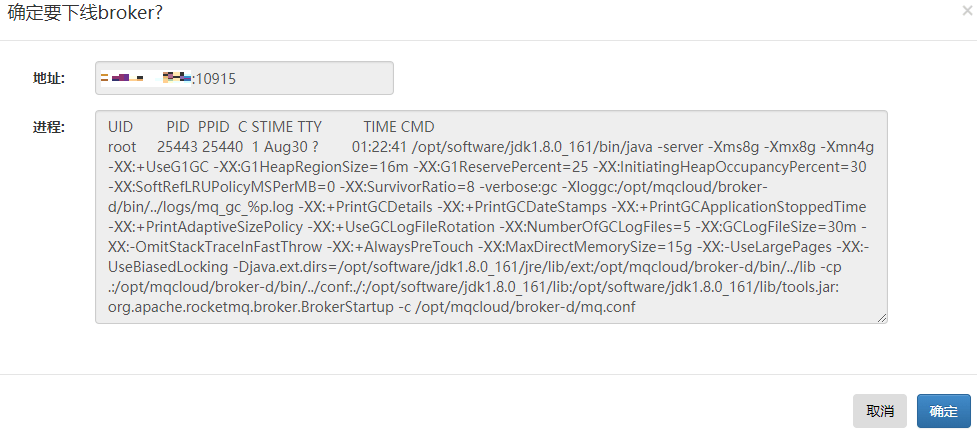 确定要下线broker?
×
地址:
:10915
进程:
UID PID PPID C STIME TTY TIME CMD
root 25443 25440 1 Aug30 ? 01:22:41 /opt/software/jdk1.8.0_161/bin/java -server -Xms8g -Xmx8g -Xmn4g
-XX:+UseG1GC -XX:G1HeapRegionSize=16m -XX:G1ReservePercent=25 -XX:InitiatingHeapOccupancyPercent=30
-XX:SoftRefLRUPolicyMSPerMB=0 -XX:SurvivorRatio=8 -verbose:gc -Xloggc:/opt/mqcloud/broker-
d/bin/../logs/mq_gc_%p.log -XX:+PrintGCDetails -XX:+PrintGCDateStamps -XX:+PrintGCApplicationStoppedTime
-XX:+PrintAdaptiveSizePolicy -XX:+UseGCLogFileRotation -XX:NumberOfGCLogFiles=5 -XX:GCLogFileSize=30m -
XX:-OmitStackTraceInFastThrow -XX:+AlwaysPreTouch -XX:MaxDirectMemorySize=15g -XX:-UseLargePages -XX:-
UseBiasedLocking -Djava.ext.dirs=/opt/software/jdk1.8.0_161/jre/lib/ext:/opt/mqcloud/broker-d/bin/../lib -cp
.:/opt/mqcloud/broker-d/bin/../conf:./:/opt/software/jdk1.8.0_161/lib:/opt/software/jdk1.8.0_161/lib/tools.jar:
org.apache.rocketmq.broker.BrokerStartup -c /opt/mqcloud/broker-d/mq.conf
取消 确定